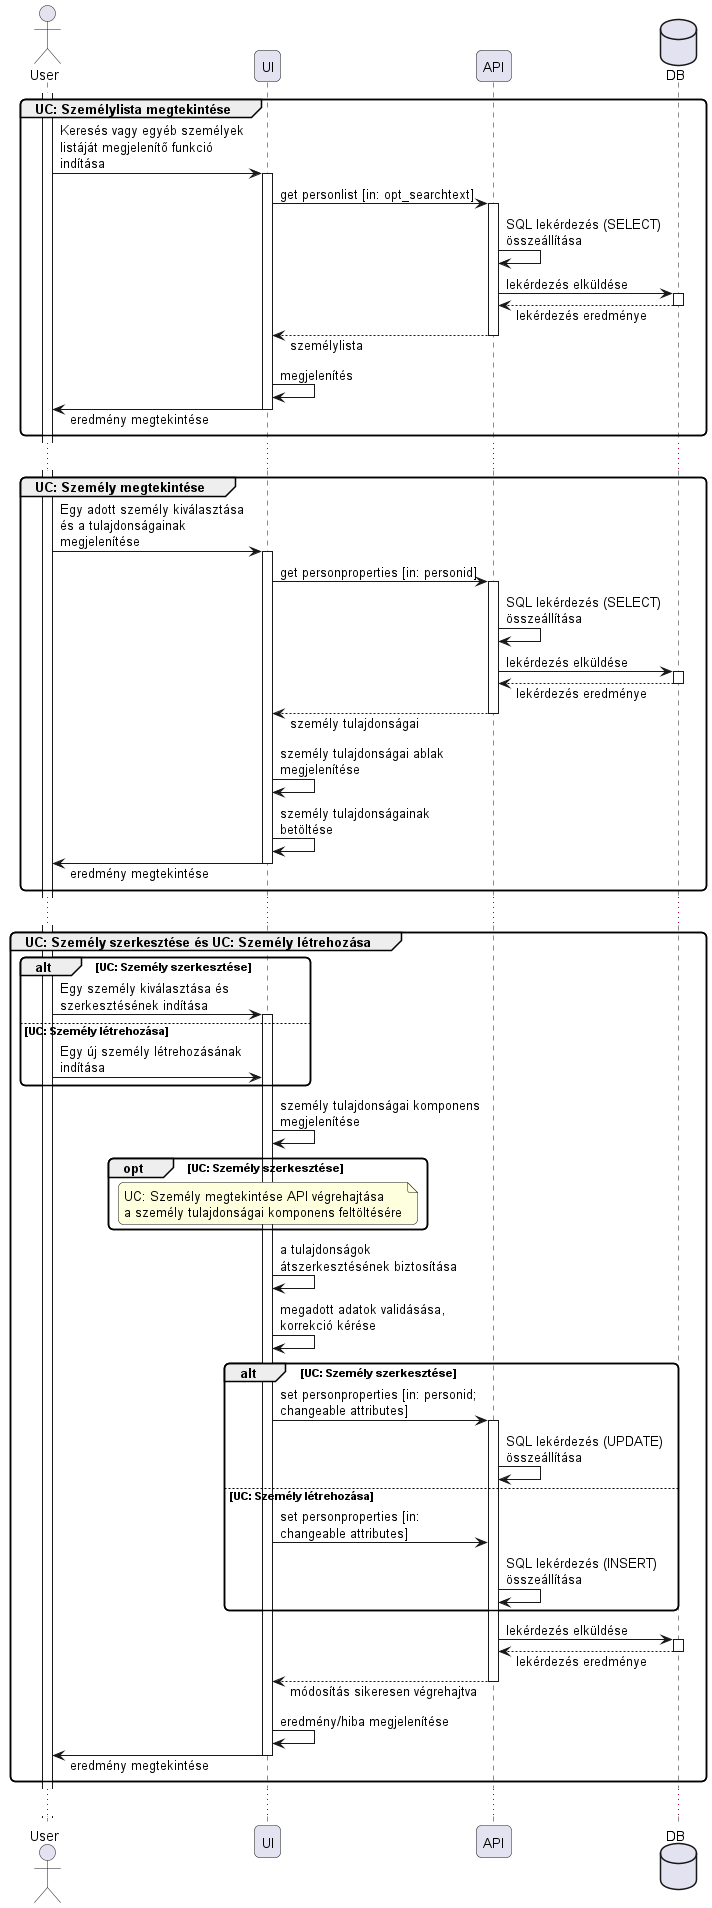 User
UI
API
DB
UC: Személylista megtekintése
Keresés vagy egyéb személyek
listáját megjelenítő funkció
indítása
get personlist [in: opt_searchtext]
SQL lekérdezés (SELECT)
összeállítása
lekérdezés elküldése
lekérdezés eredménye
személylista
megjelenítés
eredmény megtekintése
UC: Személy megtekintése
Egy adott személy kiválasztása
és a tulajdonságainak
megjelenítése
get personproperties [in: personid]
SQL lekérdezés (SELECT)
összeállítása
lekérdezés elküldése
lekérdezés eredménye
személy tulajdonságai
személy tulajdonságai ablak
megjelenítése
személy tulajdonságainak
betöltése
eredmény megtekintése
UC: Személy szerkesztése és UC: Személy létrehozása
alt [UC: Személy szerkesztése]
Egy személy kiválasztása és
szerkesztésének indítása
[UC: Személy létrehozása]
Egy új személy létrehozásának
indítása
személy tulajdonságai komponens
megjelenítése
opt [UC: Személy szerkesztése]
UC: Személy megtekintése API végrehajtása
a személy tulajdonságai komponens feltöltésére
a tulajdonságok
átszerkesztésének biztosítása
megadott adatok validásása,
korrekció kérése
alt [UC: Személy szerkesztése]
set personproperties [in: personid;
changeable attributes]
SQL lekérdezés (UPDATE)
összeállítása
[UC: Személy létrehozása]
set personproperties [in:
changeable attributes]
SQL lekérdezés (INSERT)
összeállítása
lekérdezés elküldése
lekérdezés eredménye
módosítás sikeresen végrehajtva
eredmény/hiba megjelenítése
eredmény megtekintése
User
UI
API
DB